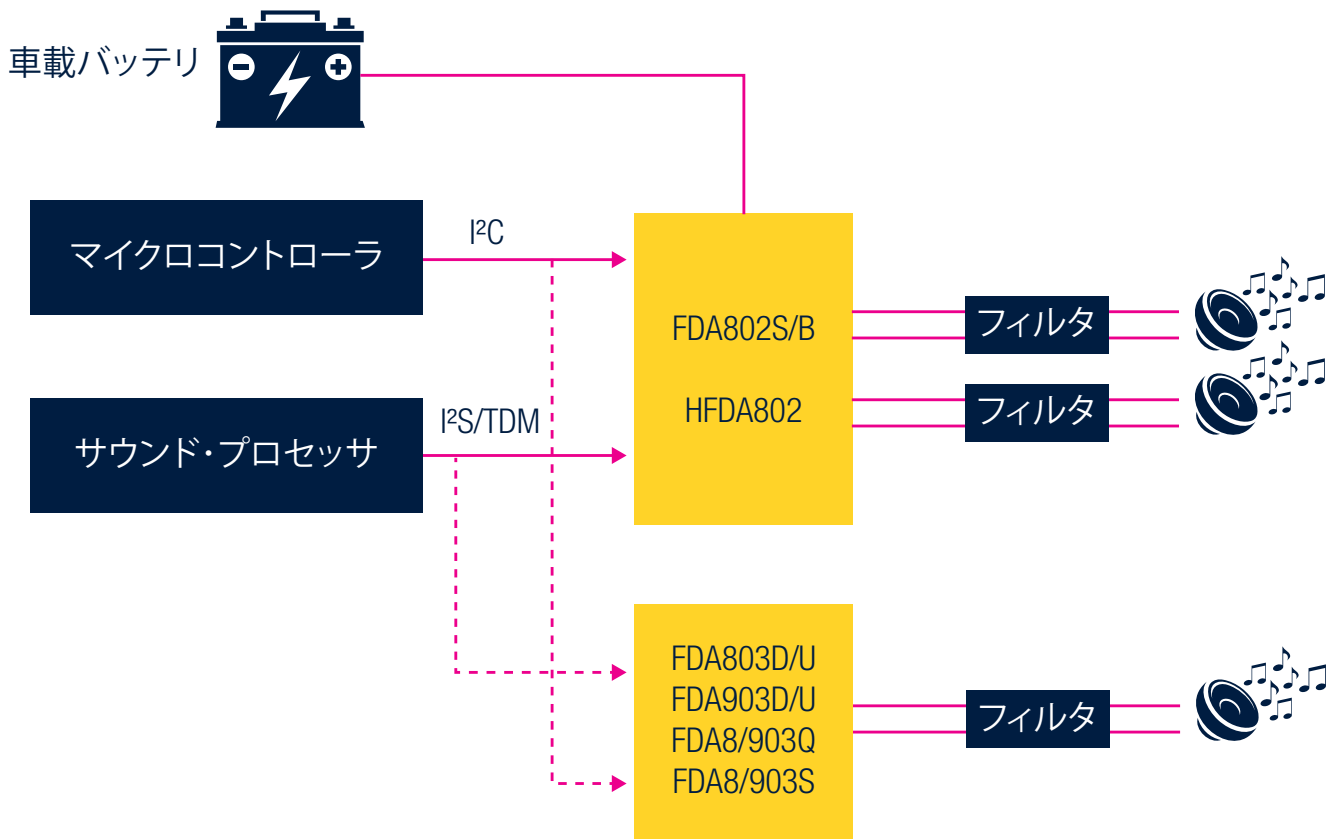 車載バッテリ
マイクロコントローラ
I²C
サウンド・プロセッサ
I²S/TDM
FDA802S/B
HFDA802
フィルタ
フィルタ
FDA803D/U
FDA903D/U
FDA8/903Q
FDA8/903S
フィルタ